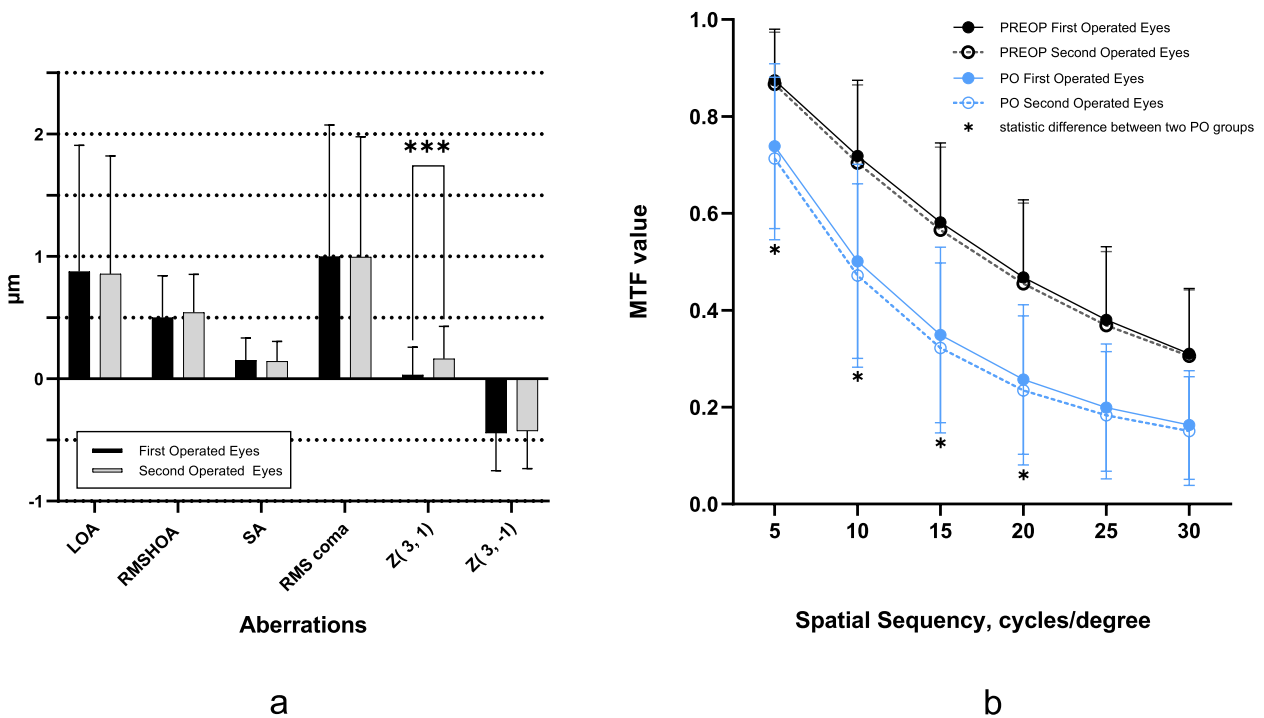 2
1
0
-1
µm
***
First Operated Eyes
Second Operated Eyes
LOA
RMSHOA
SA
RMS coma
Z( 3, 1)
Z( 3, -1)
Aberrations
a
1.0
0.8
0.6
0.4
0.2
0.0
MTF value
PREOP First Operated Eyes
PREOP Second Operated Eyes
PO First Operated Eyes
PO Second Operated Eyes
* statistic difference between two PO groups
*
*
*
*
5 10 15 20 25 30
Spatial Sequency, cycles/degree
b